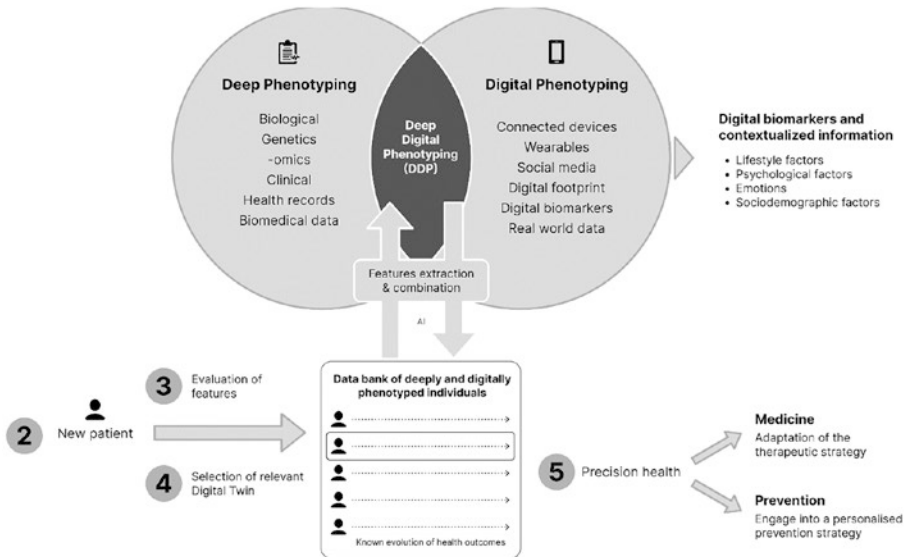 Deep Phenotyping
Biological
Genetics
-omics
Clinical
Health records
Biomedical data
Deep
Digital
Phenotyping
(DDP)
Digital Phenotyping
Connected devices
Wearables
Social media
Digital footprint
Digital biomarkers
Real world data
Digital biomarkers and
contextualized information
• Lifestyle factors
• Psychological factors
• Emotions
• Sociodemographic factors
Features extraction
& combination
AI
2
New patient
3
Evaluation of
features
4
Selection of relevant
Digital Twin
Data bank of deeply and digitally
phenotyped individuals
Known evolution of health outcomes
5
Precision health
Medicine
Adaptation of the
therapeutic strategy
Prevention
Engage into a personalised
prevention strategy